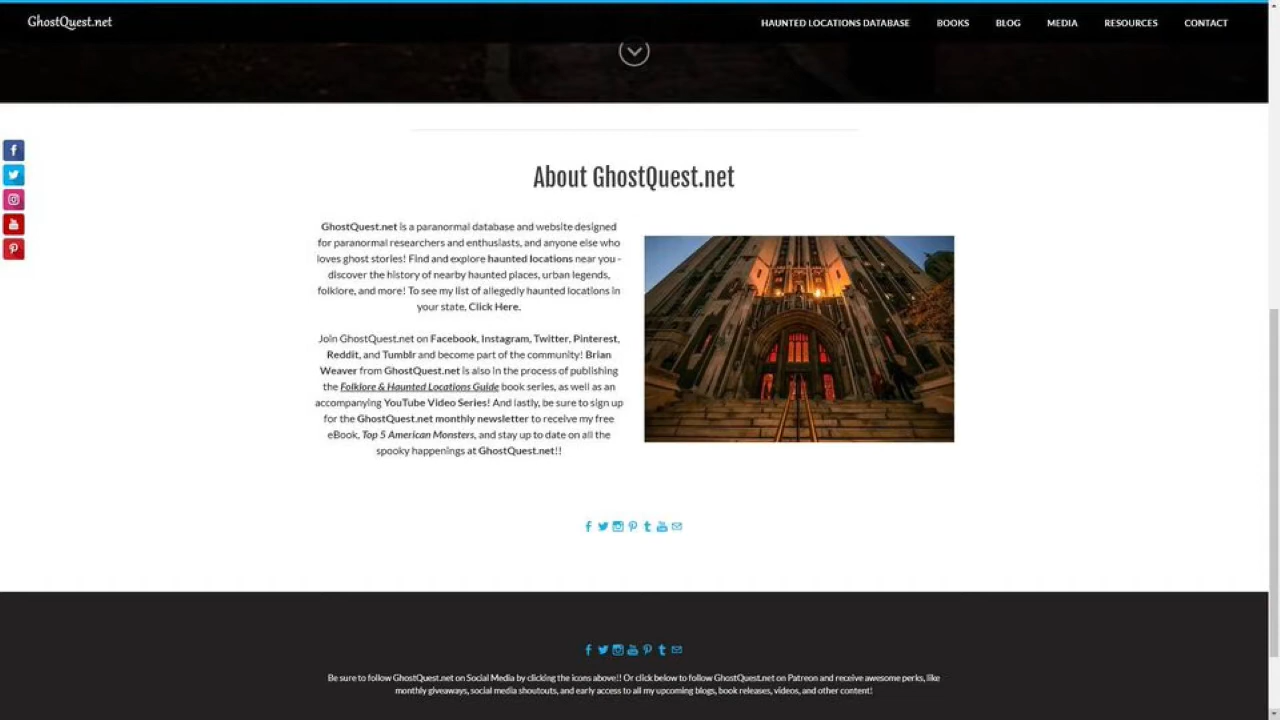 GhostQuest.net
HAUNTED LOCATIONS DATABASE BOOKS BLOG MEDIA RESOURCES CONTACT
About GhostQuest.net
GhostQuest.net is a paranormal database and website designed
for paranormal researchers and enthusiasts, and anyone else who
loves ghost stories! Find and explore haunted locations near you -
discover the history of nearby haunted places, urban legends,
folklore, and more! To see my list of allegedly haunted locations in
your state, Click Here.
Join GhostQuest.net on Facebook, Instagram, Twitter, Pinterest,
Reddit, and Tumblr and become part of the community! Brian
Weaver from GhostQuest.net is also in the process of publishing
the Folklore & Haunted Locations Guide book series, as well as an
accompanying YouTube Video Series! And lastly, be sure to sign up
for the GhostQuest.net monthly newsletter to receive my free
eBook, Top 5 American Monsters, and stay up to date on all the
spooky happenings at GhostQuest.net!!
Be sure to follow GhostQuest.net on Social Media by clicking the icons above!! Or click below to follow GhostQuest.net on Patreon and receive awesome perks, like
monthly giveaways, social media shoutouts, and early access to all my upcoming blogs, book releases, videos, and other content!